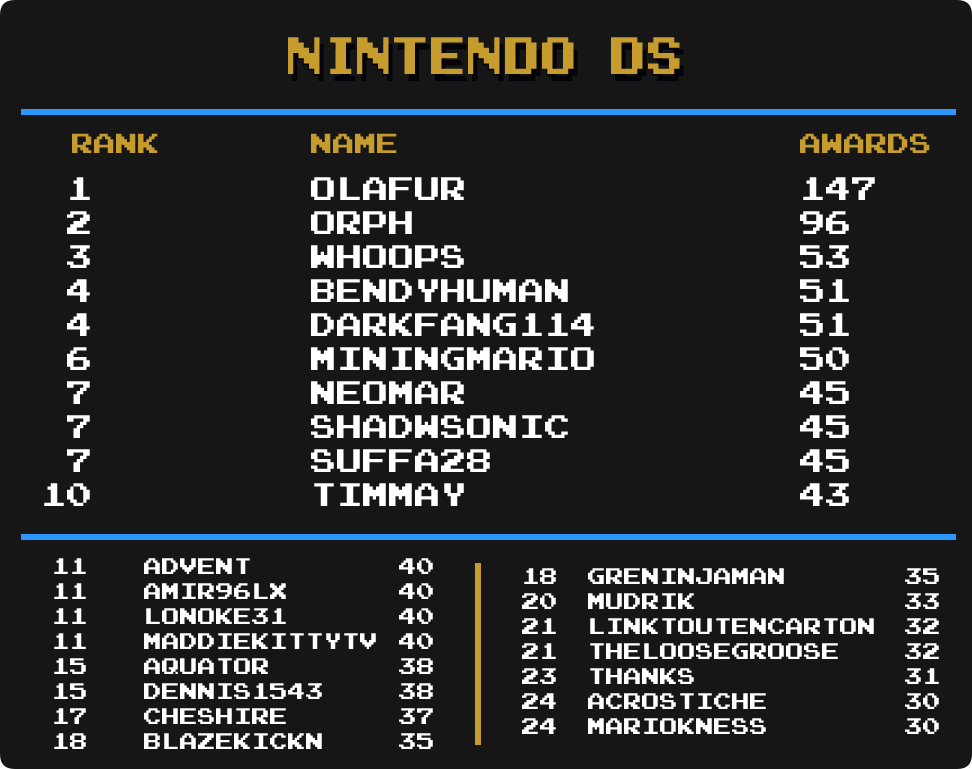 NINTENDO DS
RANK NAME AWARDS
1 OLAFUR 147
2 ORPH 96
3 WHOOPS 53
4 BENDYHUMAN 51
4 DARKFANG114 51
6 MININGMARIO 50
7 NEOMAR 45
7 SHADWSONIC 45
7 SUFFA28 45
10 TIMMAY 43
11 ADVENT 40
11 AMIR96LX 40
11 LONOKE31 40
11 MADDIEKITTYTV 40
15 AQUATOR 38
15 DENNIS1543 38
17 CHESHIRE 37
18 BLAZEKICKN 35
18 GRENINJAMAN 35
20 MUDRIK 33
21 LINKTOUTENCARTON 32
21 THELOOSEGROOSE 32
23 THANKS 31
24 ACROSTICHE 30
24 MARIOKNESS 30